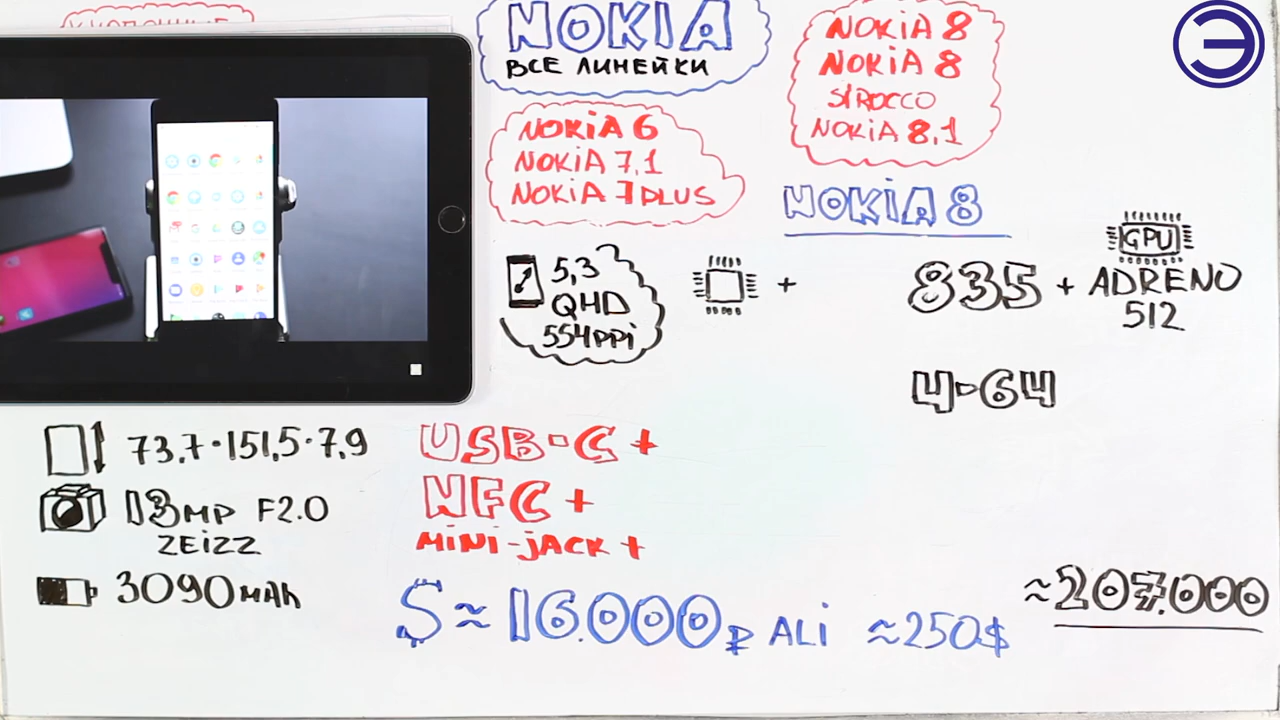 NOKIA
ВСЕ ЛИНЕЙКИ
NOKIA 6
NOKIA 7,1
NOKIA 7 PLUS
NOKIA 8
NOKIA 8
SIROCCO
NOKIA 8,1
NOKIA 8
5,3
QHD
554PPi
+
835 + ADRENO
512
GPU
4·64
73,7·151,5·7,9
13MP F2.0
ZEIZZ
3090MAH
USB-C +
NFC +
MINI-JACK +
$ ≈ 16.000₽ ALI ≈250$
≈207.000
Э